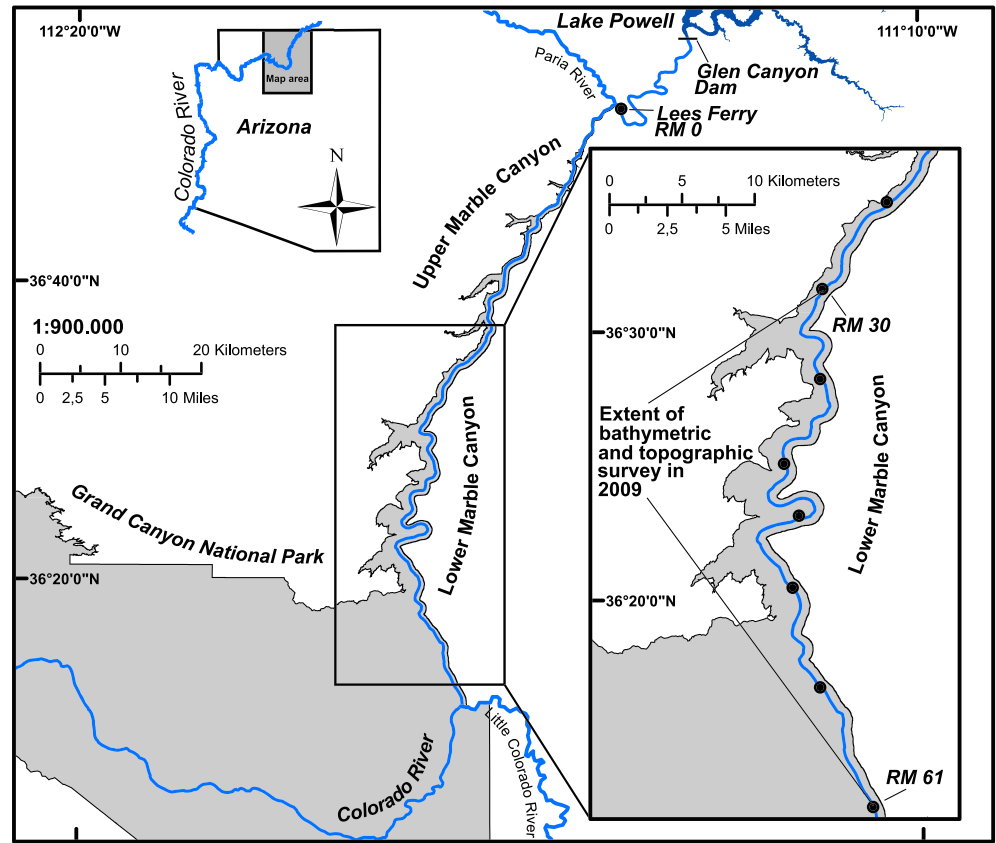 112°20'0"W
Lake Powell
111°10'0"W
Paria River
Glen Canyon
Dam
Map area
Colorado River
Arizona
Lees Ferry
RM 0
N
Upper Marble Canyon
0 5 10 Kilometers
0 2,5 5 Miles
36°40'0"N
1:900.000
0 10 20 Kilometers
0 2,5 5 10 Miles
RM 30
36°30'0"N
Extent of
bathymetric
and topographic
survey in
2009
Lower Marble Canyon
Lower Marble Canyon
Grand Canyon National Park
36°20'0"N
36°20'0"N
Little Colorado River
Colorado River
RM 61